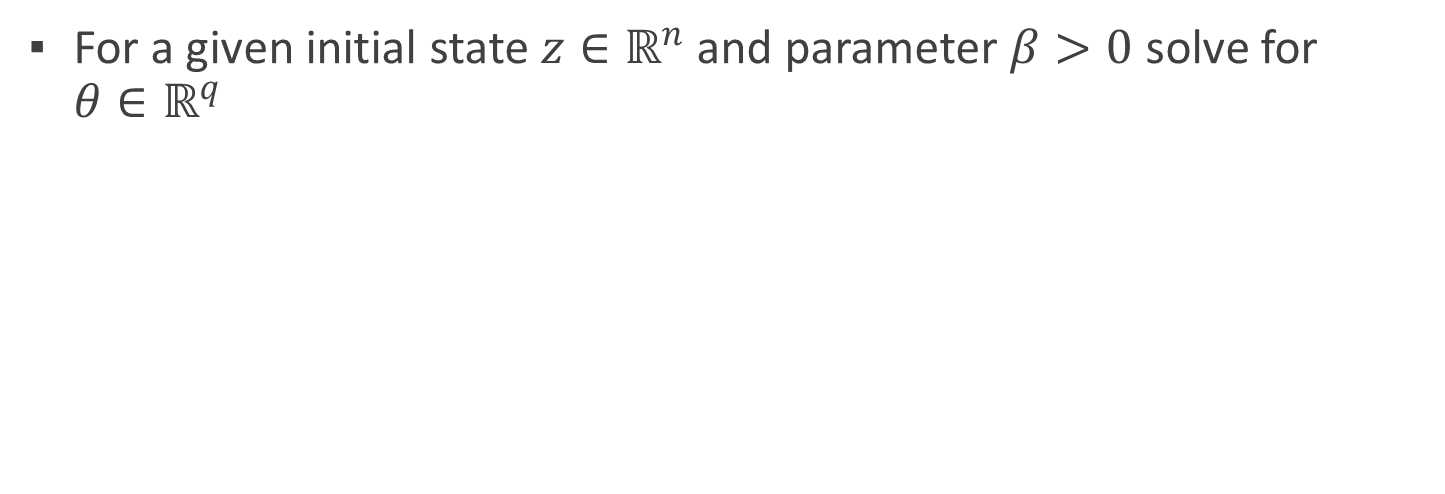 ▪ For a given initial state 𝑧 ∈ ℝⁿ and parameter 𝛽 > 0 solve for
𝜃 ∈ ℝ^𝑞